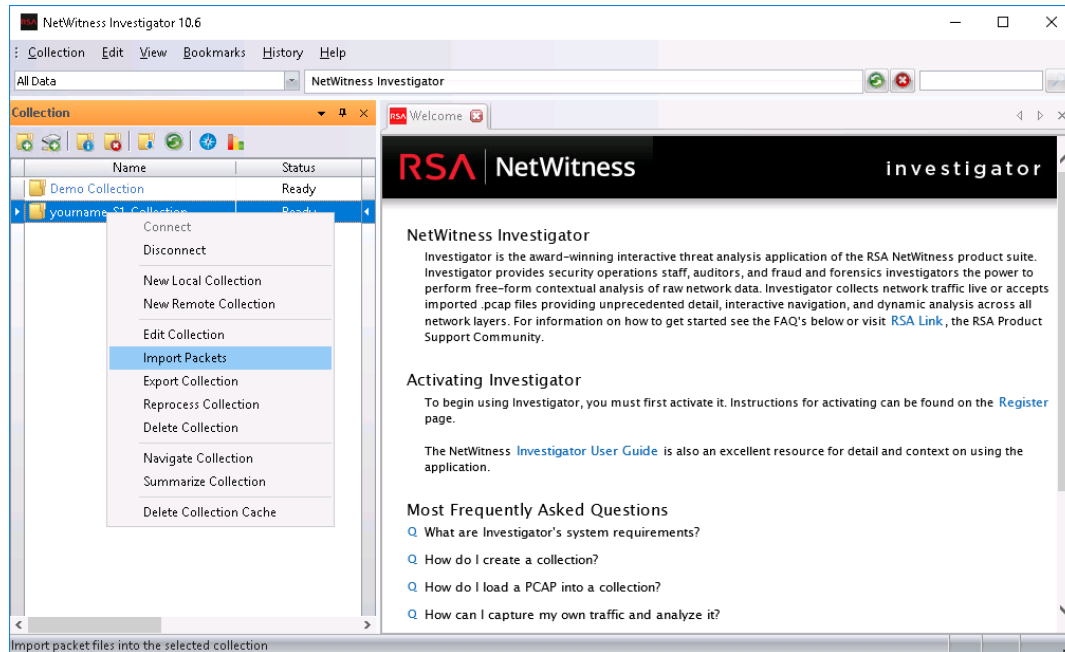 RSA NetWitness Investigator 10.6
Collection Edit View Bookmarks History Help
All Data NetWitness Investigator
Collection
RSA Welcome
Name Status
Demo Collection Ready
yourname_S1_Collection Ready
Connect
Disconnect
New Local Collection
New Remote Collection
Edit Collection
Import Packets
Export Collection
Reprocess Collection
Delete Collection
Navigate Collection
Summarize Collection
Delete Collection Cache
RSA NetWitness investigator
NetWitness Investigator
Investigator is the award-winning interactive threat analysis application of the RSA NetWitness product suite.
Investigator provides security operations staff, auditors, and fraud and forensics investigators the power to
perform free-form contextual analysis of raw network data. Investigator collects network traffic live or accepts
imported .pcap files providing unprecedented detail, interactive navigation, and dynamic analysis across all
network layers. For information on how to get started see the FAQ's below or visit RSA Link, the RSA Product
Support Community.
Activating Investigator
To begin using Investigator, you must first activate it. Instructions for activating can be found on the Register
page.
The NetWitness Investigator User Guide is also an excellent resource for detail and context on using the
application.
Most Frequently Asked Questions
Q What are Investigator's system requirements?
Q How do I create a collection?
Q How do I load a PCAP into a collection?
Q How can I capture my own traffic and analyze it?
Import packet files into the selected collection